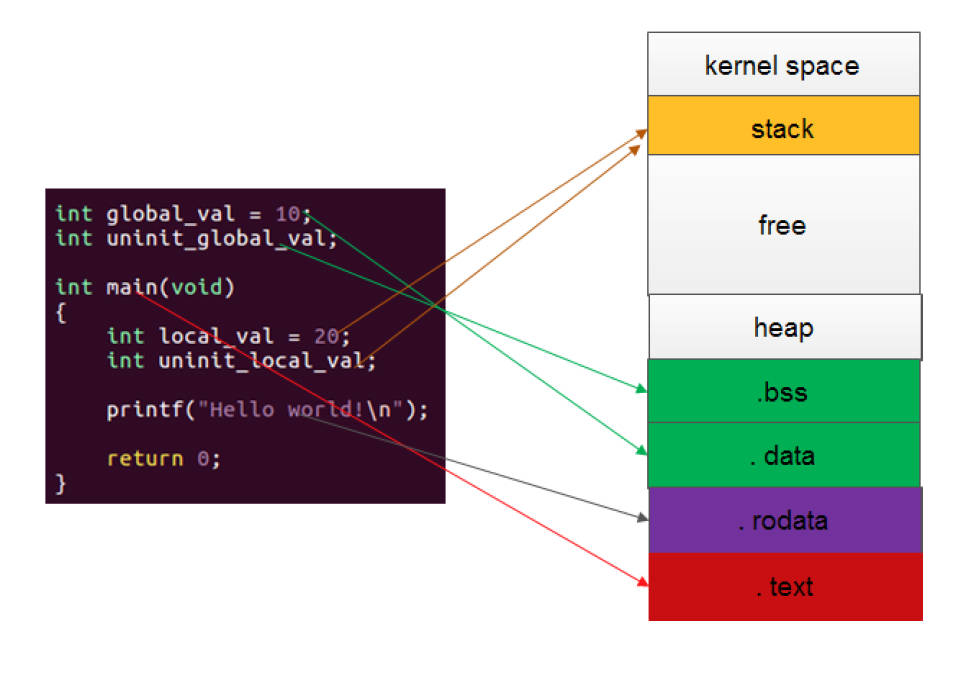 int global_val = 10;
int uninit_global_val;
int main(void)
{
int local_val = 20;
int uninit_local_val;
printf("Hello world!\n");
return 0;
}
kernel space
stack
free
heap
.bss
. data
. rodata
. text